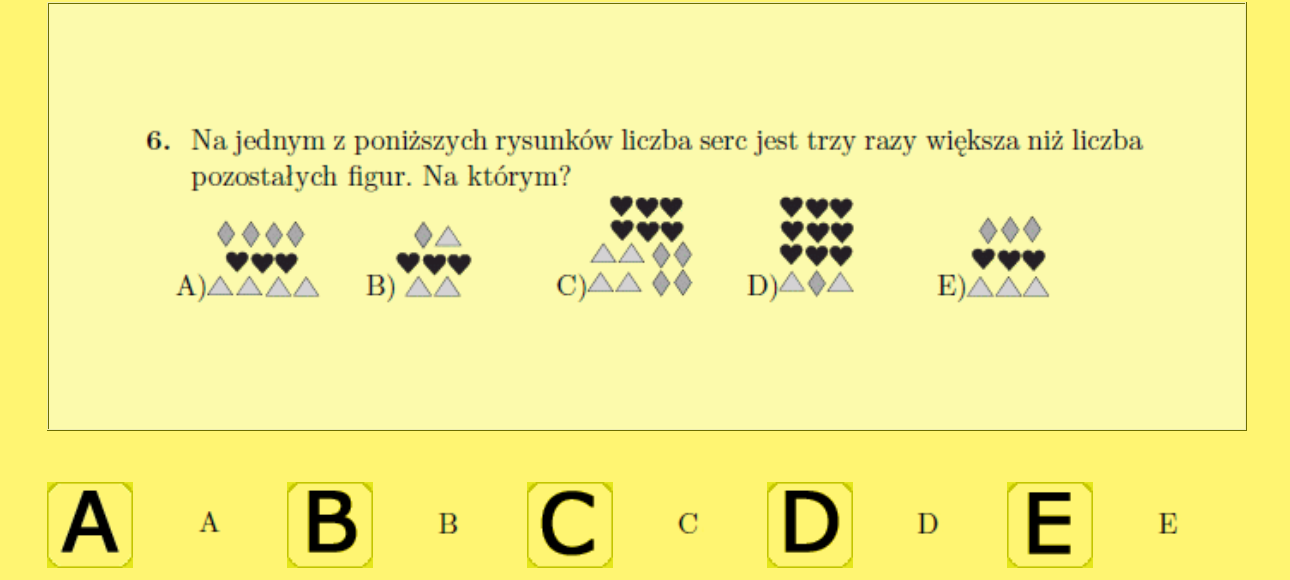 6. Na jednym z poniższych rysunków liczba serc jest trzy razy większa niż liczba
pozostałych figur. Na którym?
A) B) C) D) E)
A A B B C C D D E E